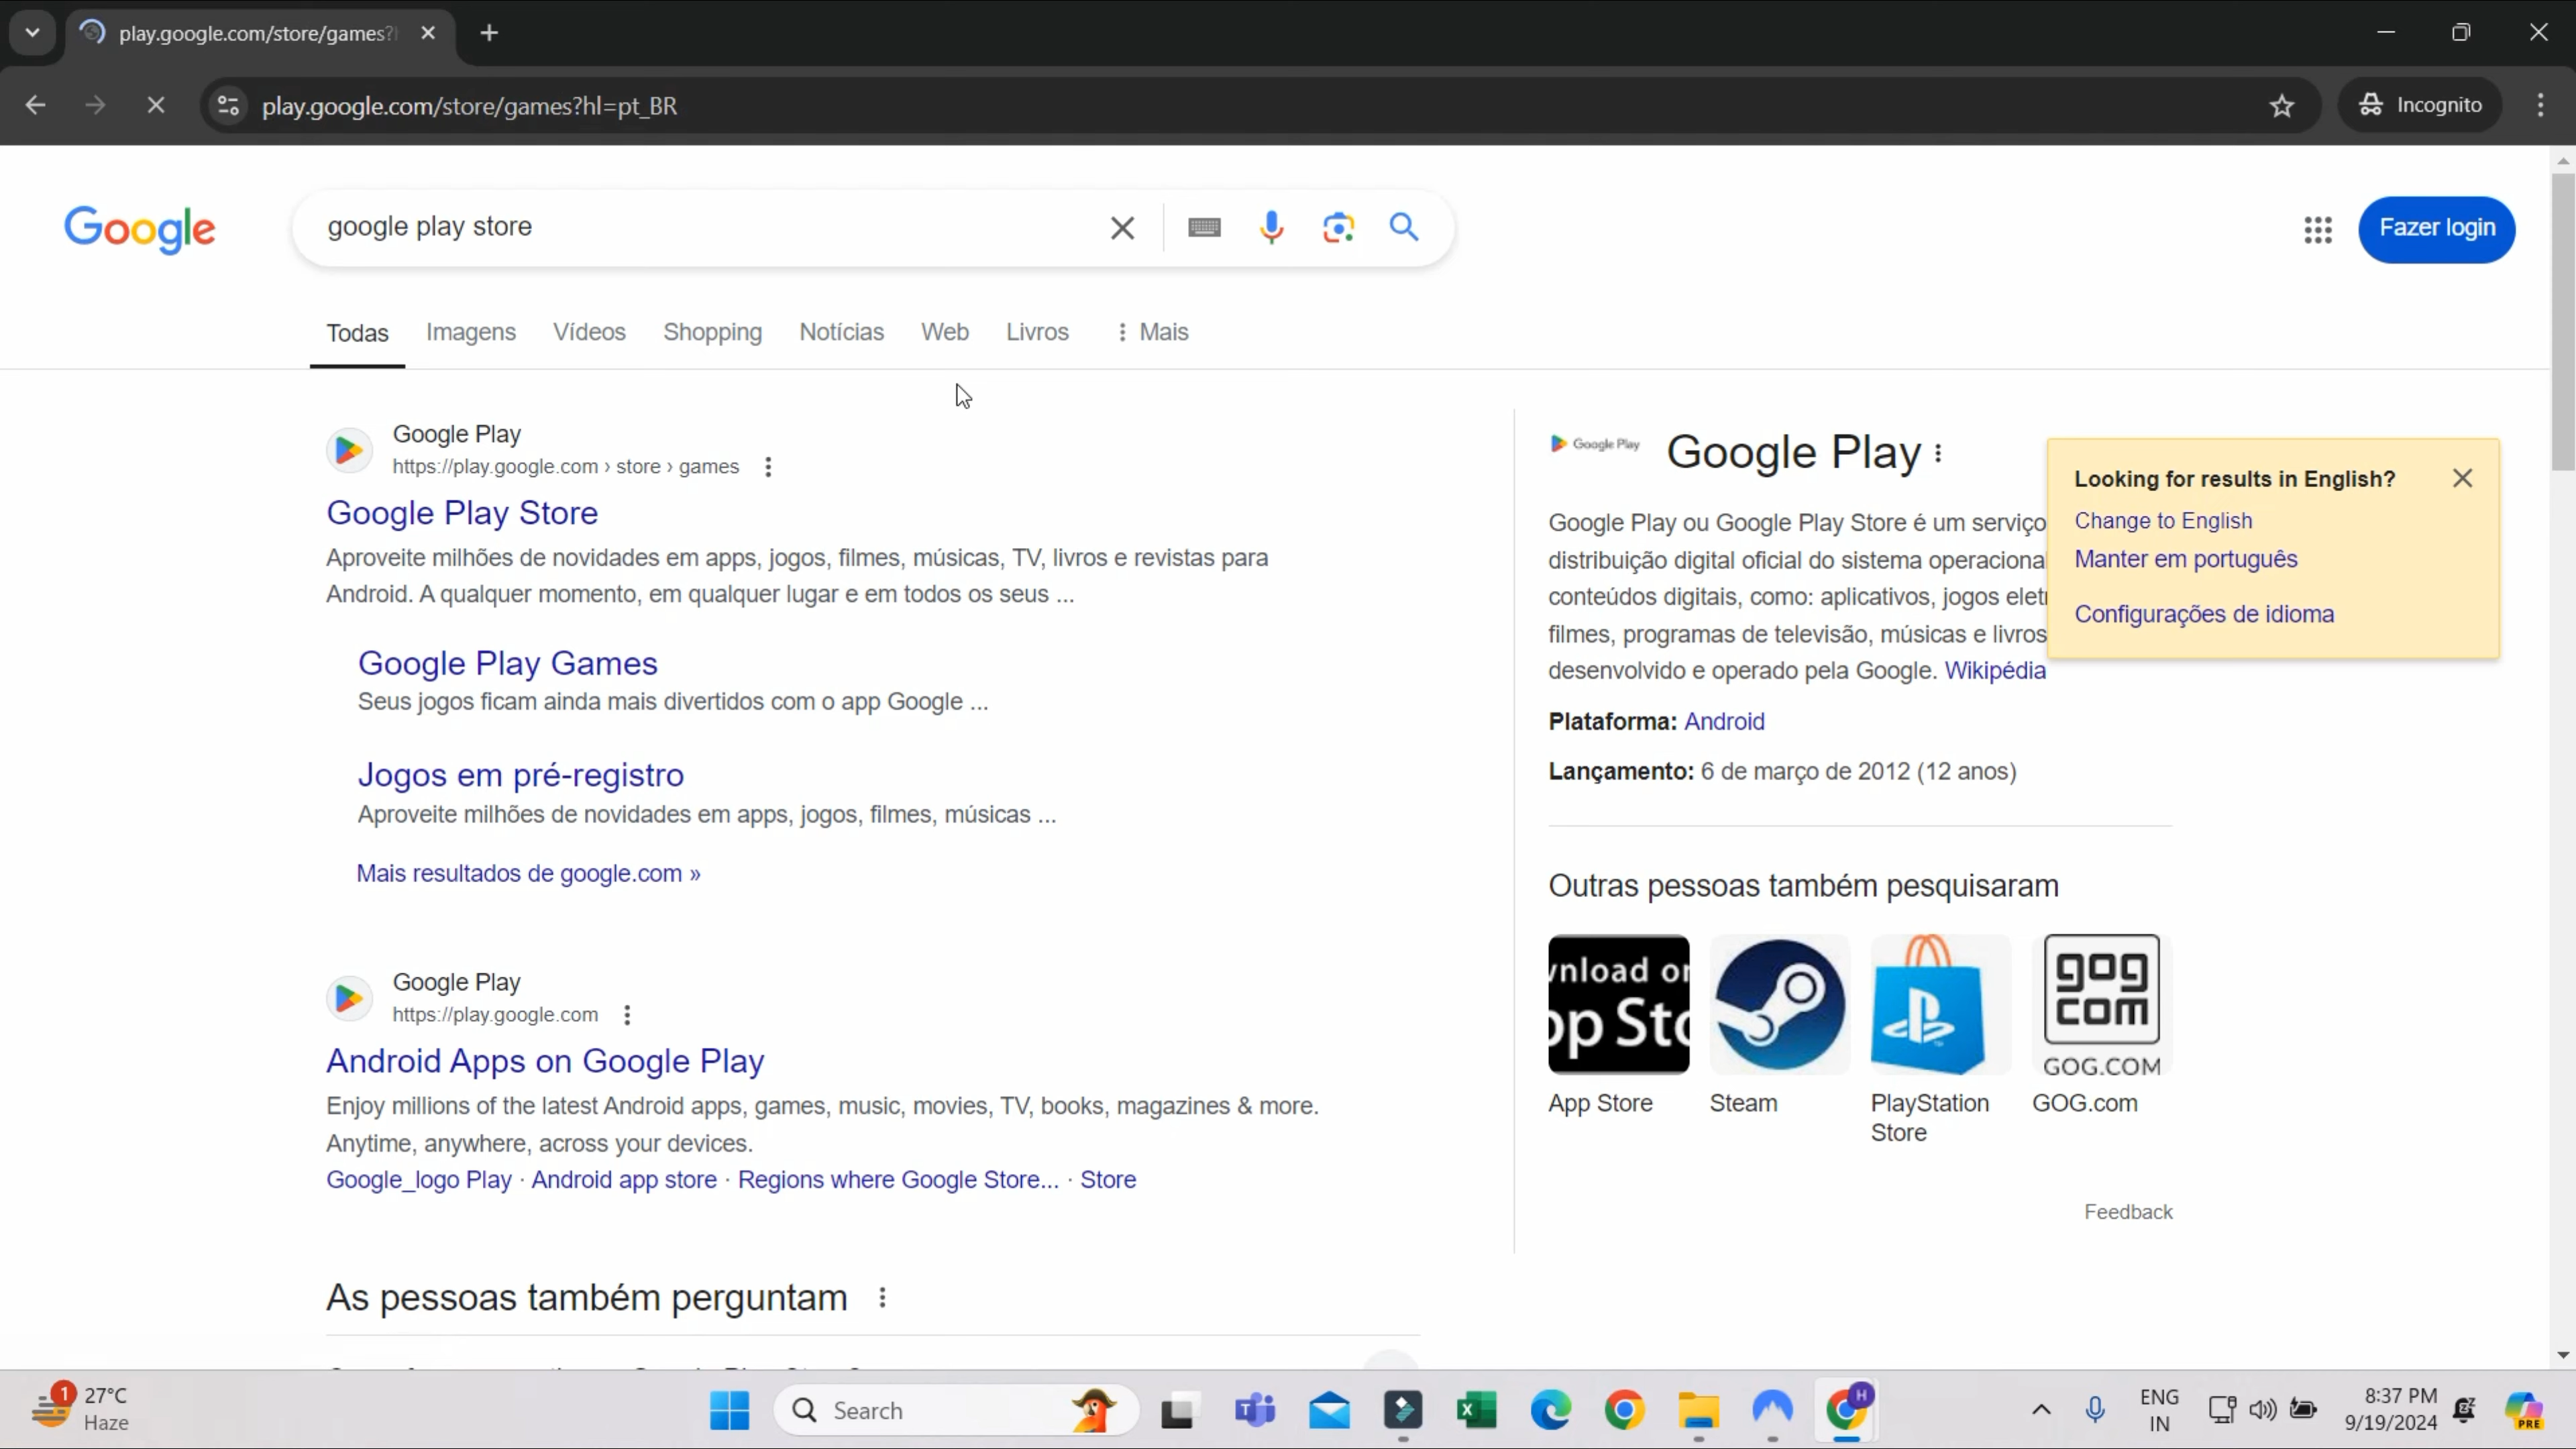 play.google.com/store/games?
play.google.com/store/games?hl=pt_BR
Incognito
Google
google play store
Fazer login
Todas
Imagens
Vídeos
Shopping
Notícias
Web
Livros
Mais
Google Play
https://play.google.com › store › games
Google Play Store
Aproveite milhões de novidades em apps, jogos, filmes, músicas, TV, livros e revistas para
Android. A qualquer momento, em qualquer lugar e em todos os seus ...
Google Play Games
Seus jogos ficam ainda mais divertidos com o app Google ...
Jogos em pré-registro
Aproveite milhões de novidades em apps, jogos, filmes, músicas ...
Mais resultados de google.com »
Google Play
https://play.google.com
Android Apps on Google Play
Enjoy millions of the latest Android apps, games, music, movies, TV, books, magazines & more.
Anytime, anywhere, across your devices.
Google_logo Play · Android app store · Regions where Google Store... · Store
As pessoas também perguntam
Google Play
Google Play
Google Play ou Google Play Store é um serviço
distribuição digital oficial do sistema operacional
conteúdos digitais, como: aplicativos, jogos
filmes, programas de televisão, músicas e livros
desenvolvido e operado pela Google. Wikipédia
Plataforma: Android
Lançamento: 6 de março de 2012 (12 anos)
Looking for results in English?
Change to English
Manter em português
Configurações de idioma
Outras pessoas também pesquisaram
gog
com
GOG.COM
App Store
Steam
PlayStation
Store
GOG.com
Feedback
1
27°C
Haze
Search
H
ENG
IN
8:37 PM
9/19/2024
PRE